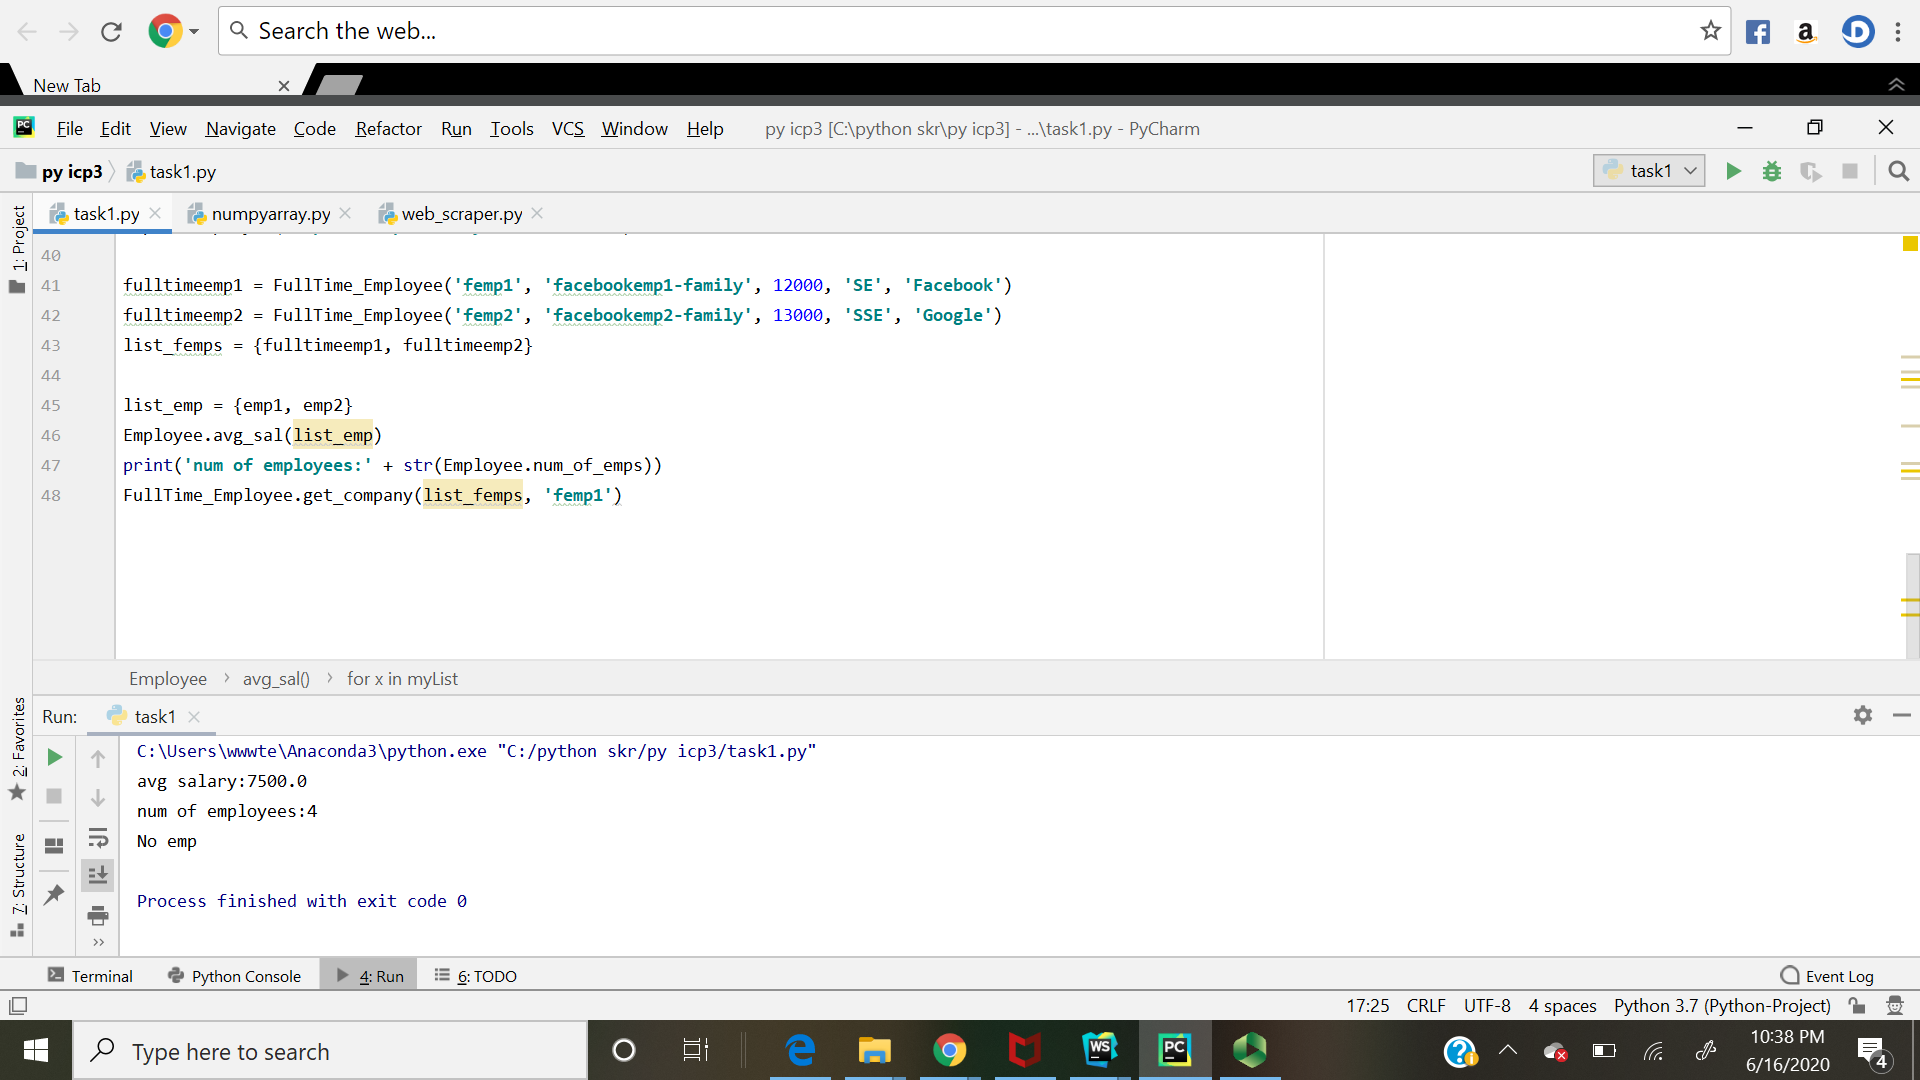 Search the web...
New Tab
File Edit View Navigate Code Refactor Run Tools VCS Window Help py icp3 [C:\python skr\py icp3] - ...\task1.py - PyCharm
py icp3 task1.py task1
task1.py numpyarray.py web_scraper.py
1: Project
40
41 fulltimeemp1 = FullTime_Employee('femp1', 'facebookemp1-family', 12000, 'SE', 'Facebook')
42 fulltimeemp2 = FullTime_Employee('femp2', 'facebookemp2-family', 13000, 'SSE', 'Google')
43 list_femps = {fulltimeemp1, fulltimeemp2}
44
45 list_emp = {emp1, emp2}
46 Employee.avg_sal(list_emp)
47 print('num of employees:' + str(Employee.num_of_emps))
48 FullTime_Employee.get_company(list_femps, 'femp1')
Employee avg_sal() for x in myList
2: Favorites
7: Structure
Run: task1
C:\Users\wwwte\Anaconda3\python.exe "C:/python skr/py icp3/task1.py"
avg salary:7500.0
num of employees:4
No emp
Process finished with exit code 0
Terminal Python Console 4: Run 6: TODO Event Log
17:25 CRLF UTF-8 4 spaces Python 3.7 (Python-Project)
Type here to search
10:38 PM
6/16/2020
4